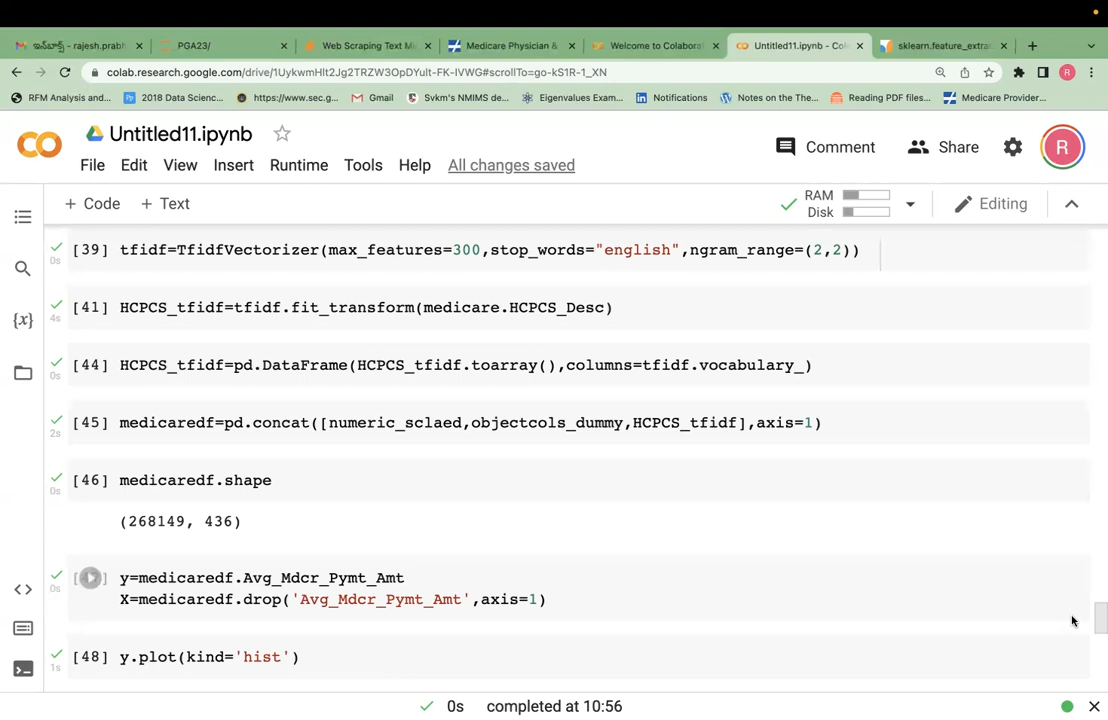 ఇన్‌బాక్స్ - rajesh.prabh
PGA23/
Web Scraping Text Mi
Medicare Physician &
Welcome to Colabora
Untitled11.ipynb - Col
sklearn.feature_extra
colab.research.google.com/drive/1UykwmHlt2Jg2TRZW3OpDYult-FK-IVWG#scrollTo=go-kS1R-1_XN
RFM Analysis and...
2018 Data Scienc...
https://www.sec.g...
Gmail
Svkm's NMIMS de...
Eigenvalues Exam...
Notifications
Notes on the The...
Reading PDF files...
Medicare Provider...
Untitled11.ipynb
Comment
Share
R
File Edit View Insert Runtime Tools Help All changes saved
+ Code + Text
RAM
Disk
Editing
[39] tfidf=TfidfVectorizer(max_features=300,stop_words="english",ngram_range=(2,2))
0s
[41] HCPCS_tfidf=tfidf.fit_transform(medicare.HCPCS_Desc)
4s
[44] HCPCS_tfidf=pd.DataFrame(HCPCS_tfidf.toarray(),columns=tfidf.vocabulary_)
0s
[45] medicaredf=pd.concat([numeric_sclaed,objectcols_dummy,HCPCS_tfidf],axis=1)
2s
[46] medicaredf.shape
0s
(268149, 436)
y=medicaredf.Avg_Mdcr_Pymt_Amt
0s
X=medicaredf.drop('Avg_Mdcr_Pymt_Amt',axis=1)
[48] y.plot(kind='hist')
1s
0s completed at 10:56